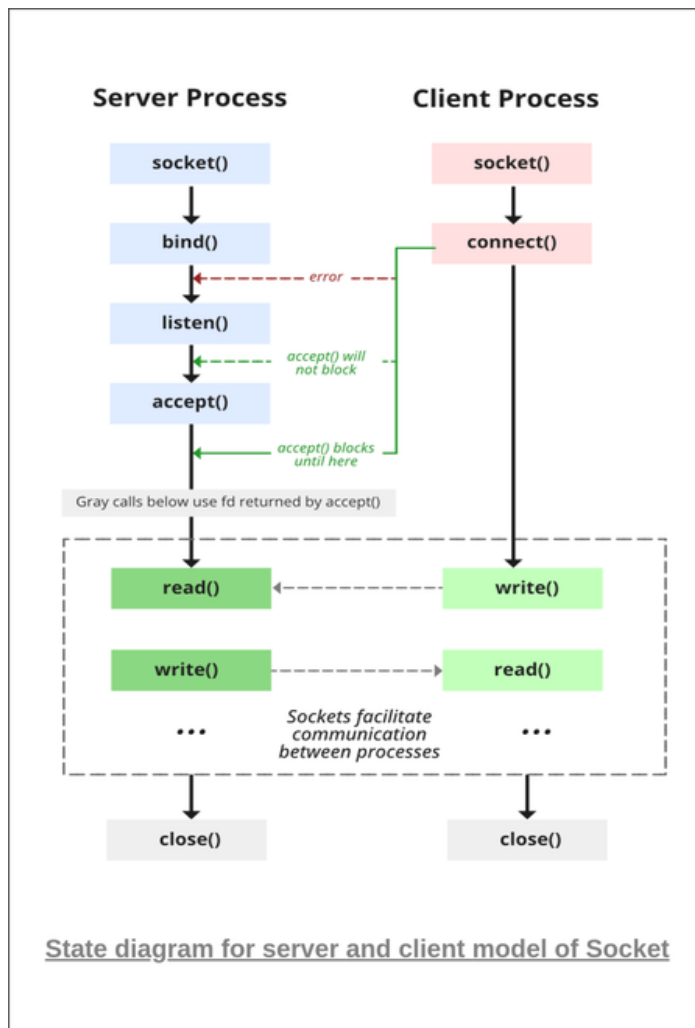 Server Process
Client Process
socket()
socket()
bind()
connect()
error
listen()
accept() will
not block
accept()
accept() blocks
until here
Gray calls below use fd returned by accept()
read()
write()
write()
read()
...
Sockets facilitate
communication
between processes
...
close()
close()
State diagram for server and client model of Socket